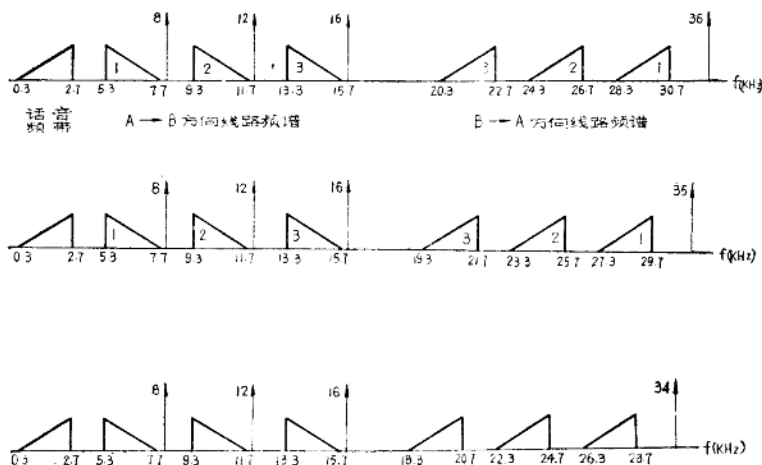 8 12 16 36
1 2 3 3 2 1
0.3 2.7 5.3 7.7 9.3 11.7 13.3 15.7 20.3 22.7 24.3 26.7 28.3 30.7 f(KHz)
话音频带 A → B 方向线路频谱 B → A 方向线路频谱
8 12 16 35
1 2 3 3 2 1
0.3 2.7 5.3 7.7 9.3 11.7 13.3 15.7 19.3 21.7 23.3 25.7 27.3 29.7 f(KHz)
8 12 16 34
0.3 2.7 5.3 7.7 9.3 11.7 13.3 15.7 18.3 20.7 22.3 24.7 26.3 28.7 f(KHz)